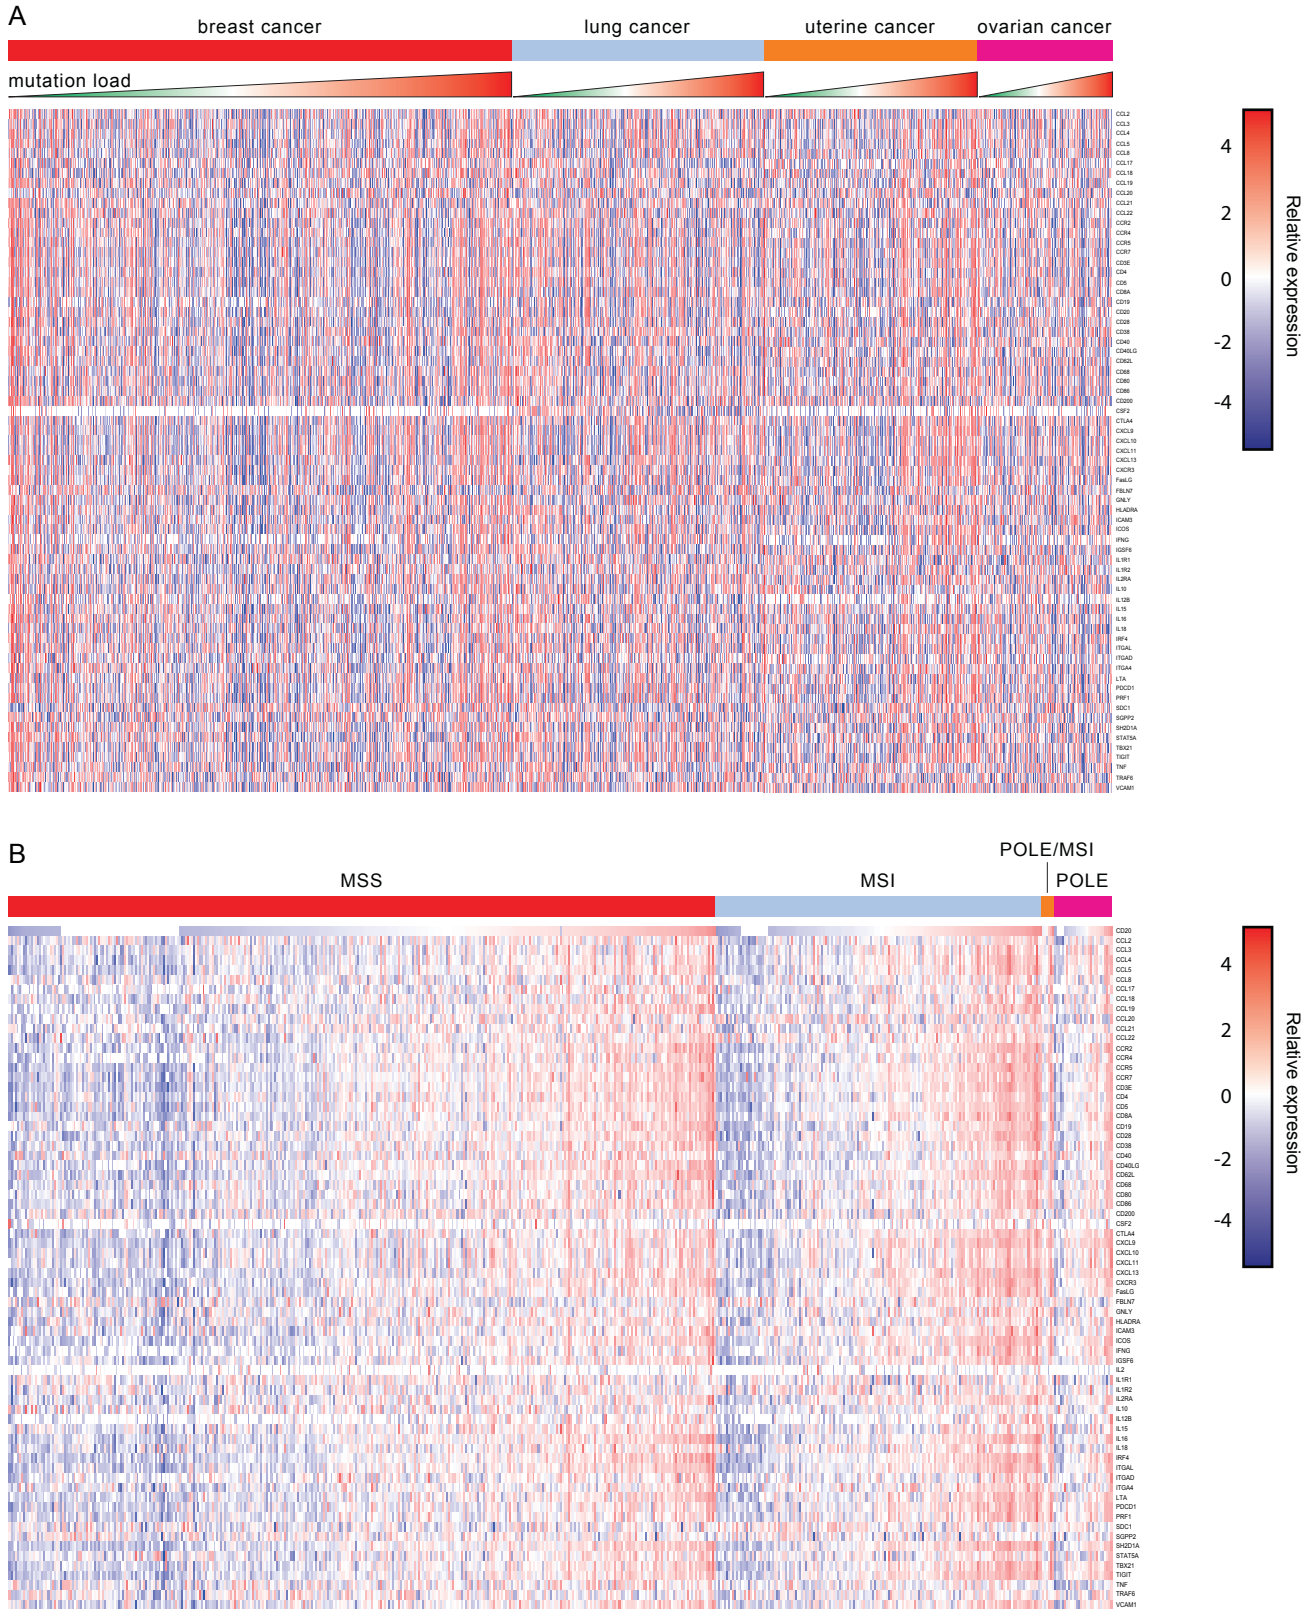 A
breast cancer
lung cancer
uterine cancer
ovarian cancer
mutation load
CCL2
CCL3
CCL4
CCL5
CCL8
CCL17
CCL18
CCL19
CCL20
CCL21
CCL22
CCR2
CCR4
CCR5
CCR7
CD3E
CD4
CD5
CD8A
CD19
CD20
CD28
CD38
CD40
CD40LG
CD62L
CD68
CD80
CD86
CD200
CSF2
CTLA4
CXCL9
CXCL10
CXCL11
CXCL13
CXCR3
FasLG
FBLN7
GNLY
HLADRA
ICAM3
ICOS
IFNG
IGSF6
IL1R1
IL1R2
IL2RA
IL10
IL12B
IL15
IL16
IL18
IRF4
ITGAL
ITGAD
ITGA4
LTA
PDCD1
PRF1
SDC1
SGPP2
SH2D1A
STAT5A
TBX21
TIGIT
TNF
TRAF6
VCAM1
4
2
0
-2
-4
Relative expression
B
MSS
MSI
POLE/MSI
POLE
CD20
CCL2
CCL3
CCL4
CCL5
CCL8
CCL17
CCL18
CCL19
CCL20
CCL21
CCL22
CCR2
CCR4
CCR5
CCR7
CD3E
CD4
CD5
CD8A
CD19
CD28
CD38
CD40
CD40LG
CD62L
CD68
CD80
CD86
CD200
CSF2
CTLA4
CXCL9
CXCL10
CXCL11
CXCL13
CXCR3
FasLG
FBLN7
GNLY
HLADRA
ICAM3
ICOS
IFNG
IGSF6
IL2
IL1R1
IL1R2
IL2RA
IL10
IL12B
IL15
IL16
IL18
IRF4
ITGAL
ITGAD
ITGA4
LTA
PDCD1
PRF1
SDC1
SGPP2
SH2D1A
STAT5A
TBX21
TIGIT
TNF
TRAF6
VCAM1
4
2
0
-2
-4
Relative expression